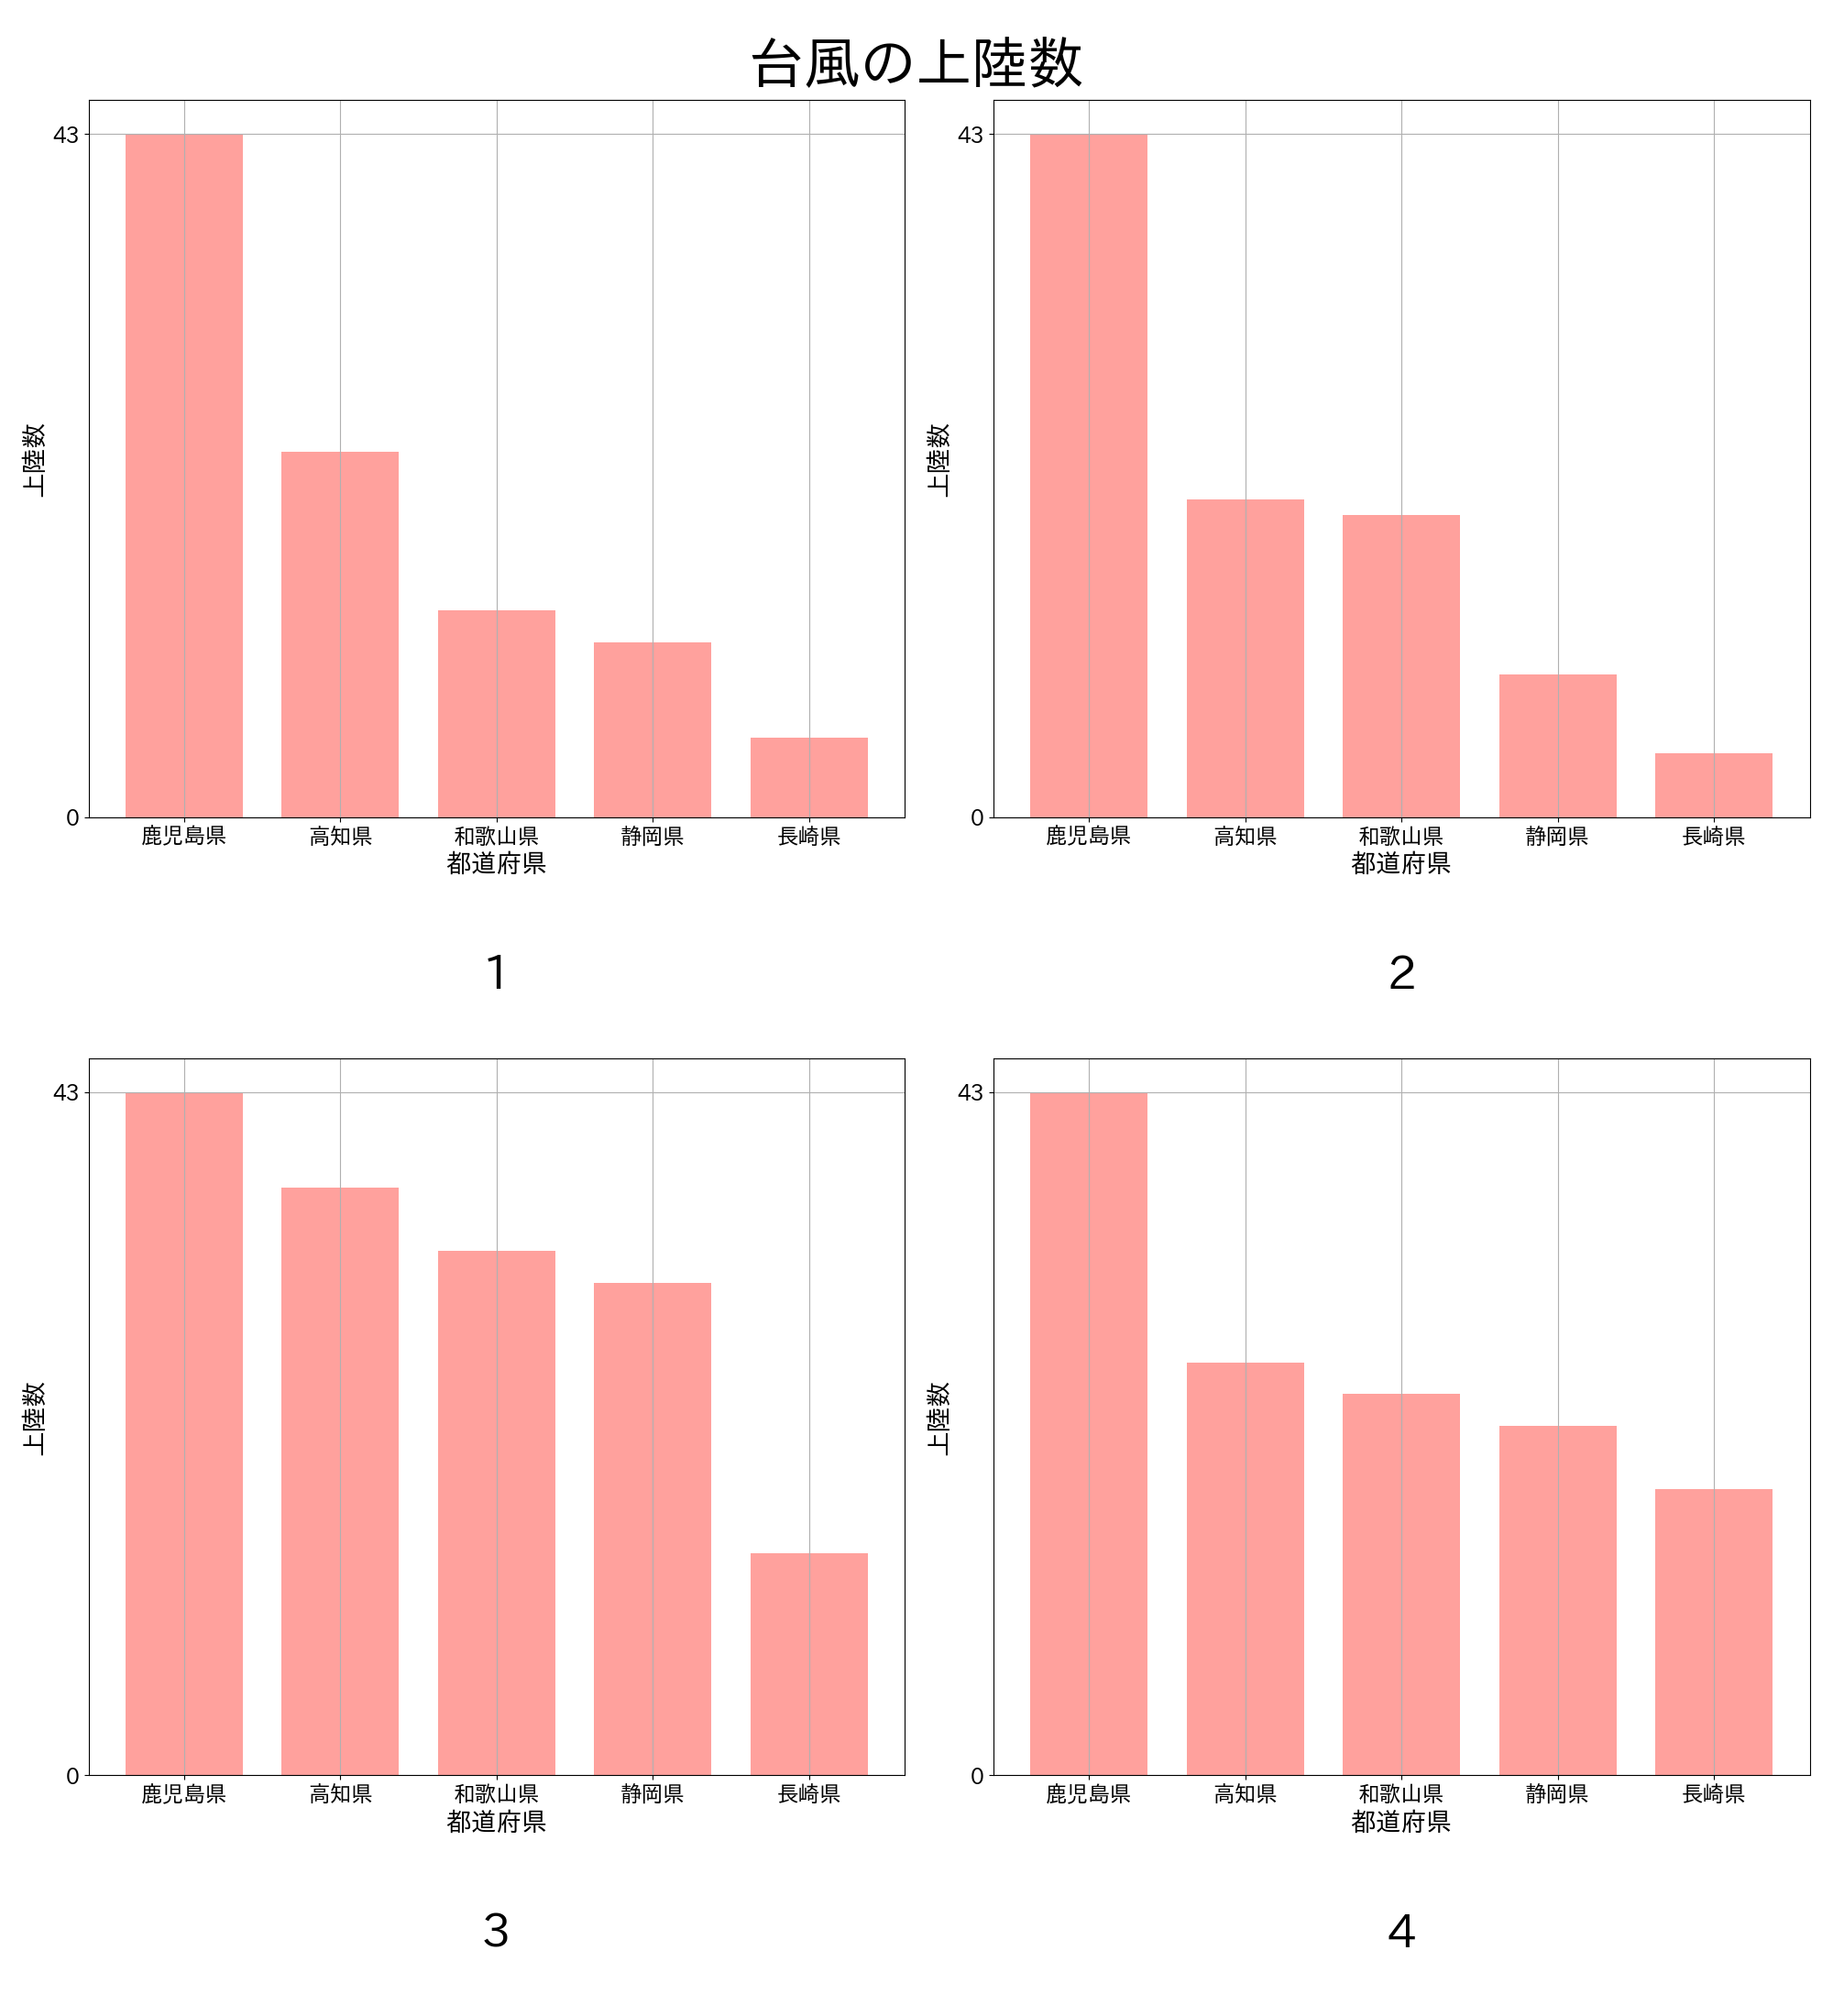 台風の上陸数
43
0
上陸数
鹿児島県 高知県 和歌山県 静岡県 長崎県
都道府県
1
43
0
上陸数
鹿児島県 高知県 和歌山県 静岡県 長崎県
都道府県
2
43
0
上陸数
鹿児島県 高知県 和歌山県 静岡県 長崎県
都道府県
3
43
0
上陸数
鹿児島県 高知県 和歌山県 静岡県 長崎県
都道府県
4